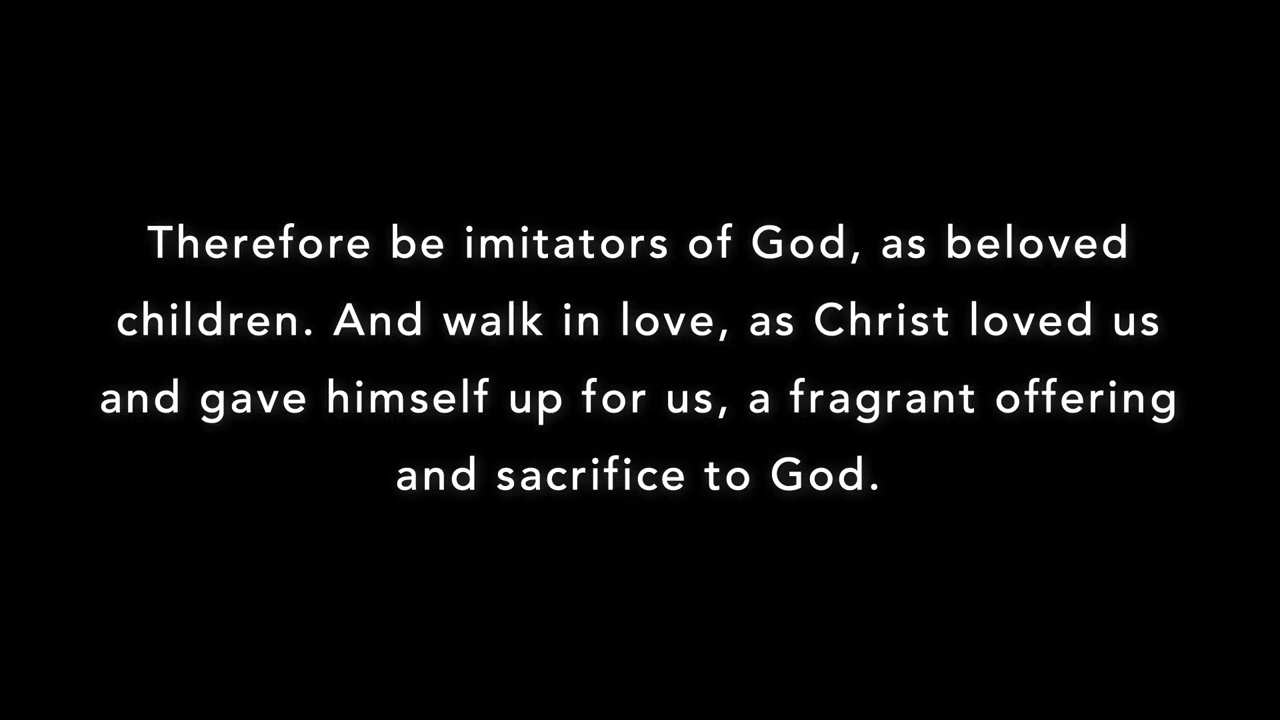 Therefore be imitators of God, as beloved
children. And walk in love, as Christ loved us
and gave himself up for us, a fragrant offering
and sacrifice to God.